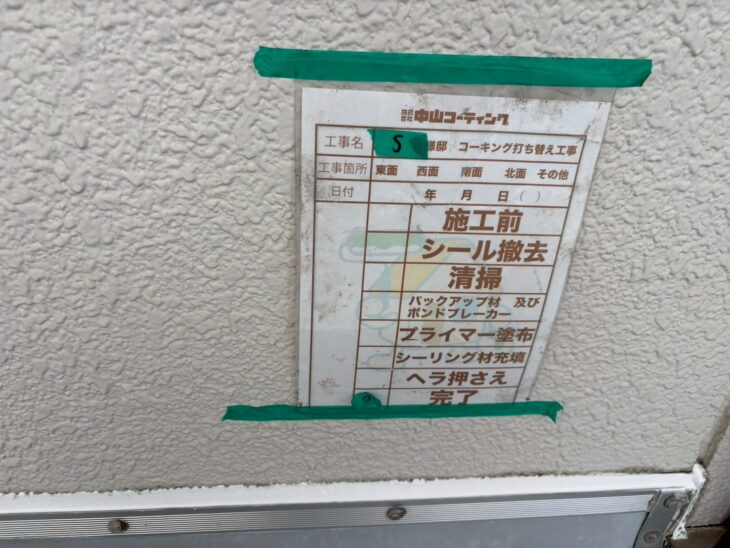 株式会社 中山コーティング
工事名 S 様邸 コーキング打ち替え工事
工事箇所 東面 西面 南面 北面 その他
日付 年 月 日 ( )
施工前
シール撤去
清掃
バックアップ材 及び
ボンドブレーカー
プライマー塗布
シーリング材充填
ヘラ押さえ
完了